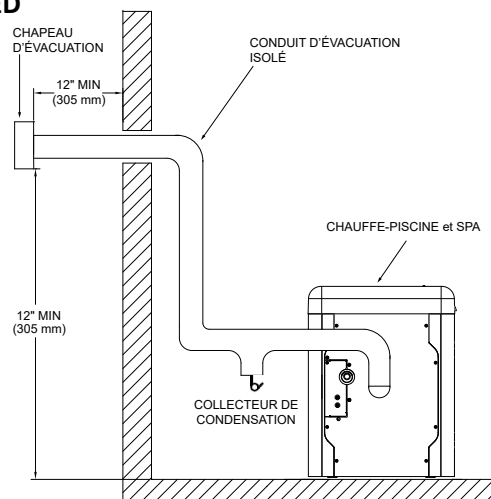 CHAPEAU
D'ÉVACUATION
CONDUIT D'ÉVACUATION
ISOLÉ
12" MIN
(305 mm)
CHAUFFE-PISCINE et SPA
12" MIN
(305 mm)
COLLECTEUR DE
CONDENSATION